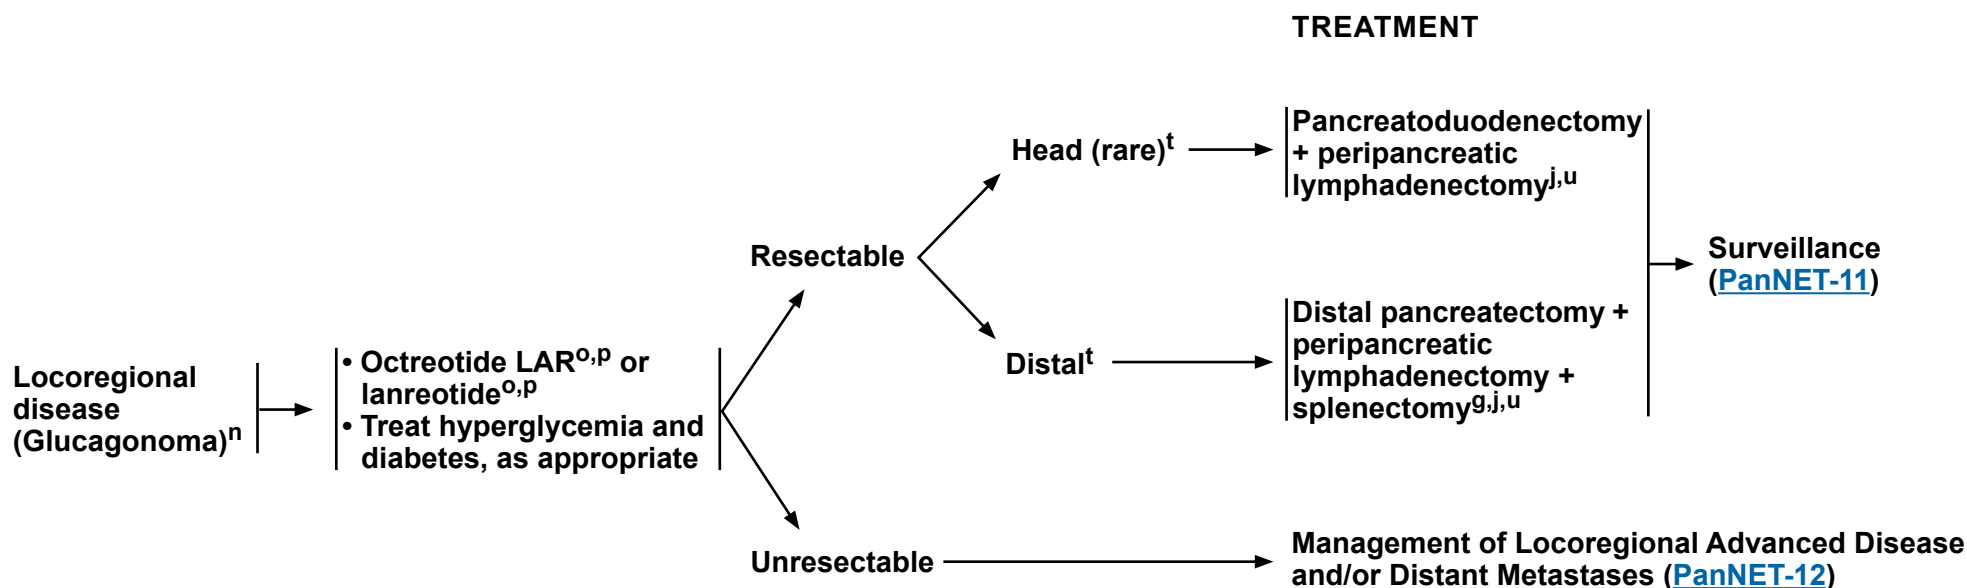 TREATMENT
Locoregional
disease
(Glucagonoma)n
• Octreotide LARo,p or
lanreotideo,p
• Treat hyperglycemia and
diabetes, as appropriate
Resectable
Head (rare)t
Pancreatoduodenectomy
+ peripancreatic
lymphadenectomyj,u
Distalt
Distal pancreatectomy +
peripancreatic
lymphadenectomy +
splenectomyg,j,u
Surveillance
(PanNET-11)
Unresectable
Management of Locoregional Advanced Disease
and/or Distant Metastases (PanNET-12)